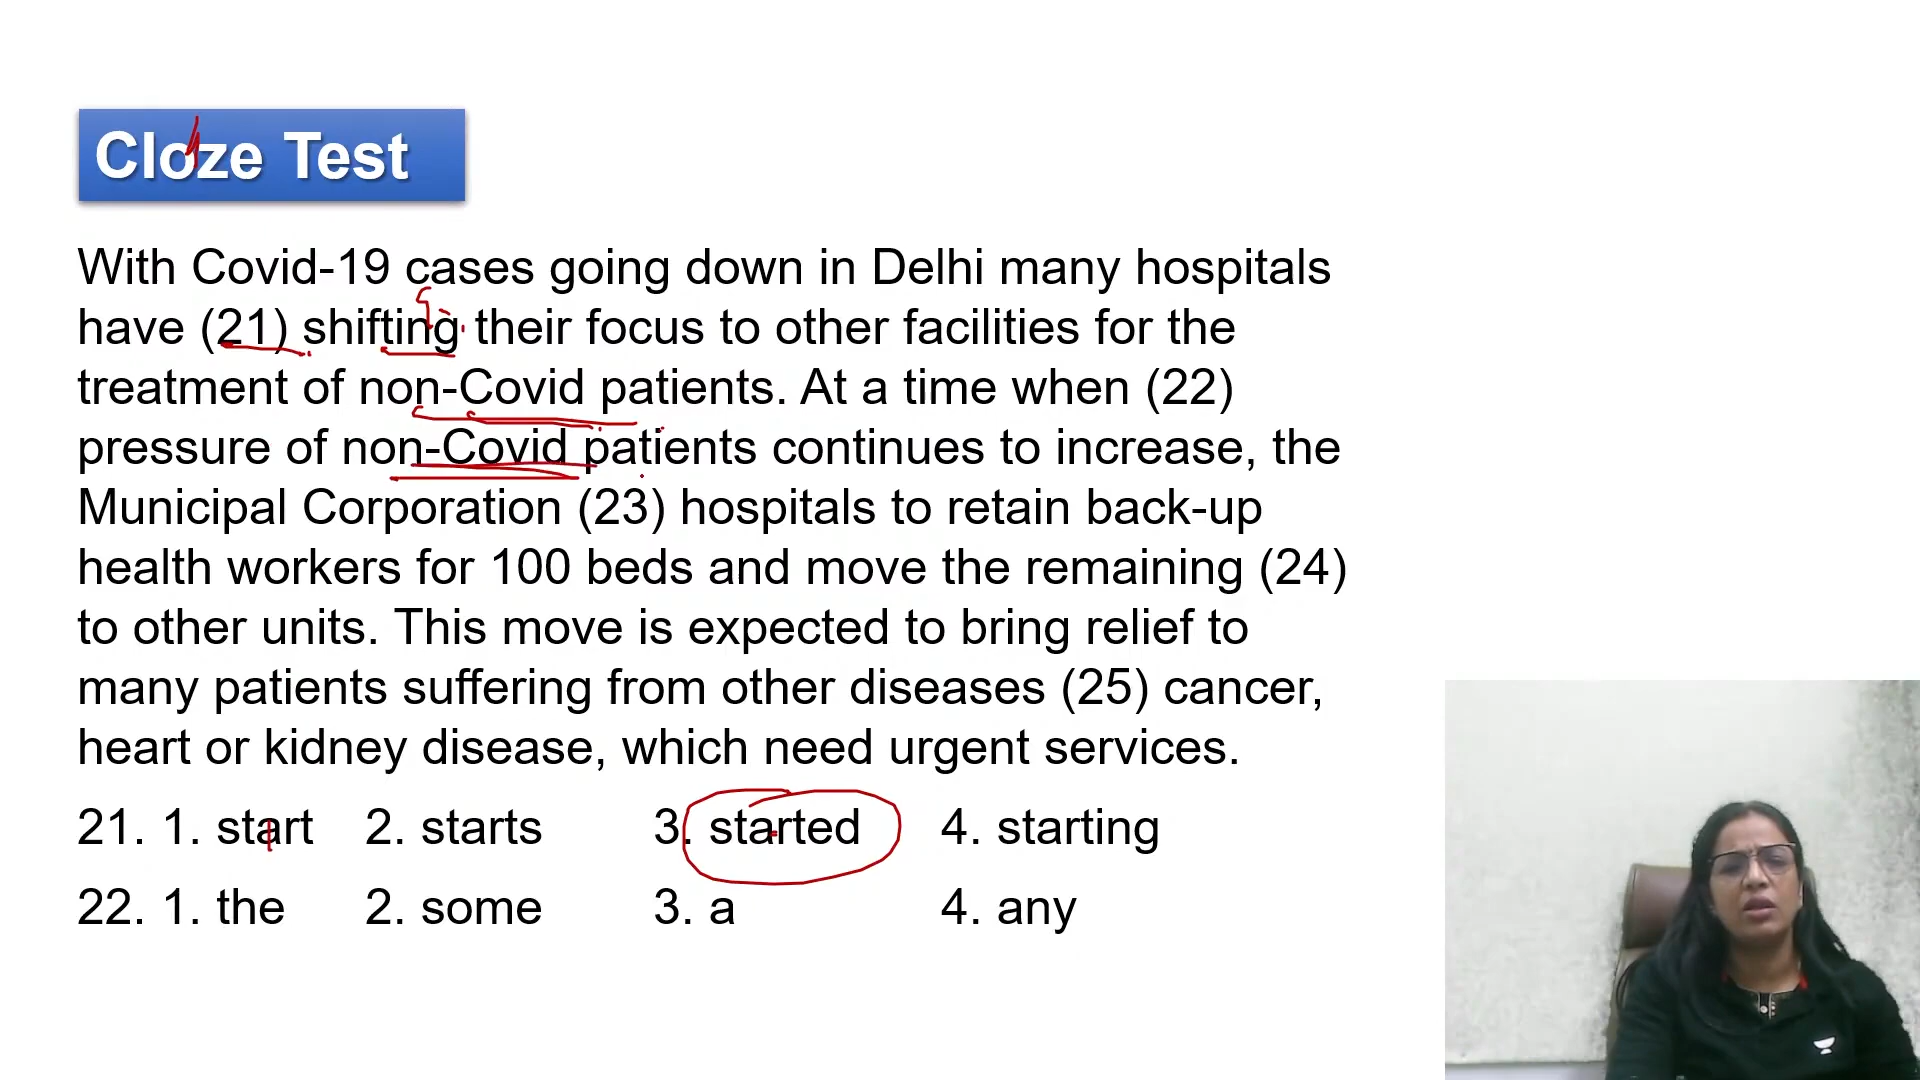 Cloze Test
With Covid-19 cases going down in Delhi many hospitals
have (21) shifting their focus to other facilities for the
treatment of non-Covid patients. At a time when (22)
pressure of non-Covid patients continues to increase, the
Municipal Corporation (23) hospitals to retain back-up
health workers for 100 beds and move the remaining (24)
to other units. This move is expected to bring relief to
many patients suffering from other diseases (25) cancer,
heart or kidney disease, which need urgent services.
21. 1. start 2. starts 3. started 4. starting
22. 1. the 2. some 3. a 4. any